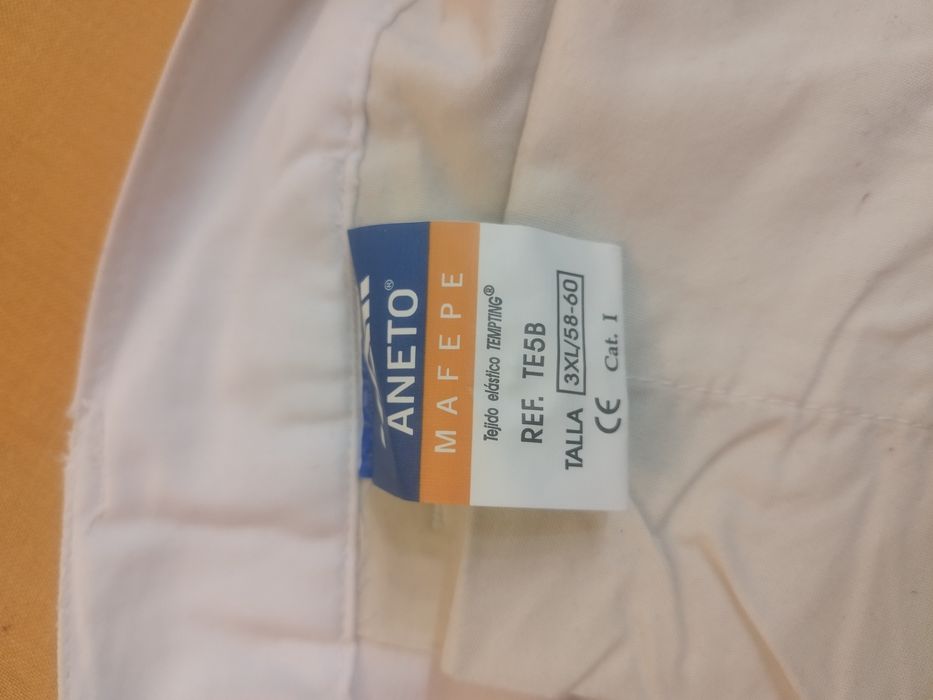 ANETO®
MAFEPE
Tejido elástico TEMPTING®
REF. TE5B
TALLA 3XL/58-60
CE Cat. I